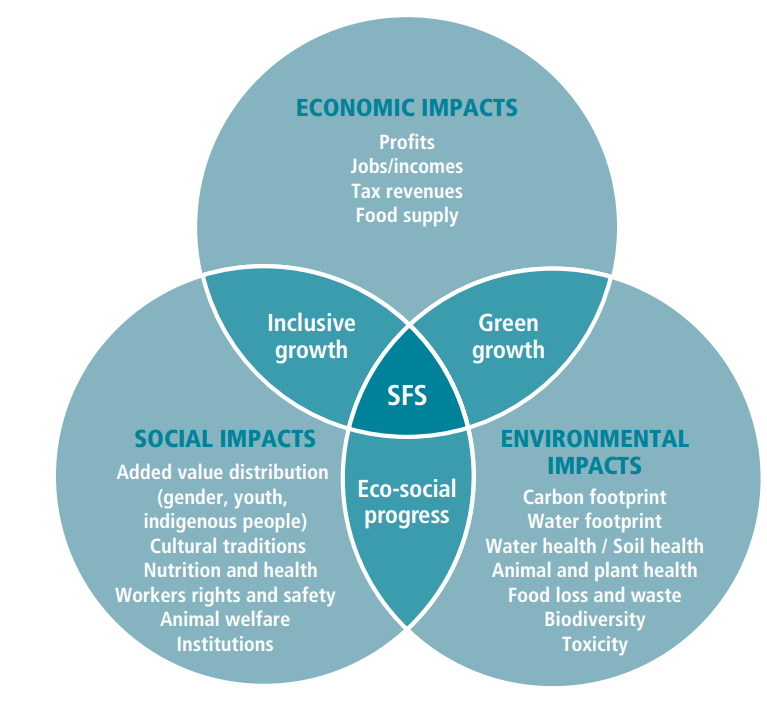 ECONOMIC IMPACTS
Profits
Jobs/incomes
Tax revenues
Food supply
Inclusive
growth
Green
growth
SFS
SOCIAL IMPACTS
Added value distribution
(gender, youth,
indigenous people)
Cultural traditions
Nutrition and health
Workers rights and safety
Animal welfare
Institutions
Eco-social
progress
ENVIRONMENTAL
IMPACTS
Carbon footprint
Water footprint
Water health / Soil health
Animal and plant health
Food loss and waste
Biodiversity
Toxicity